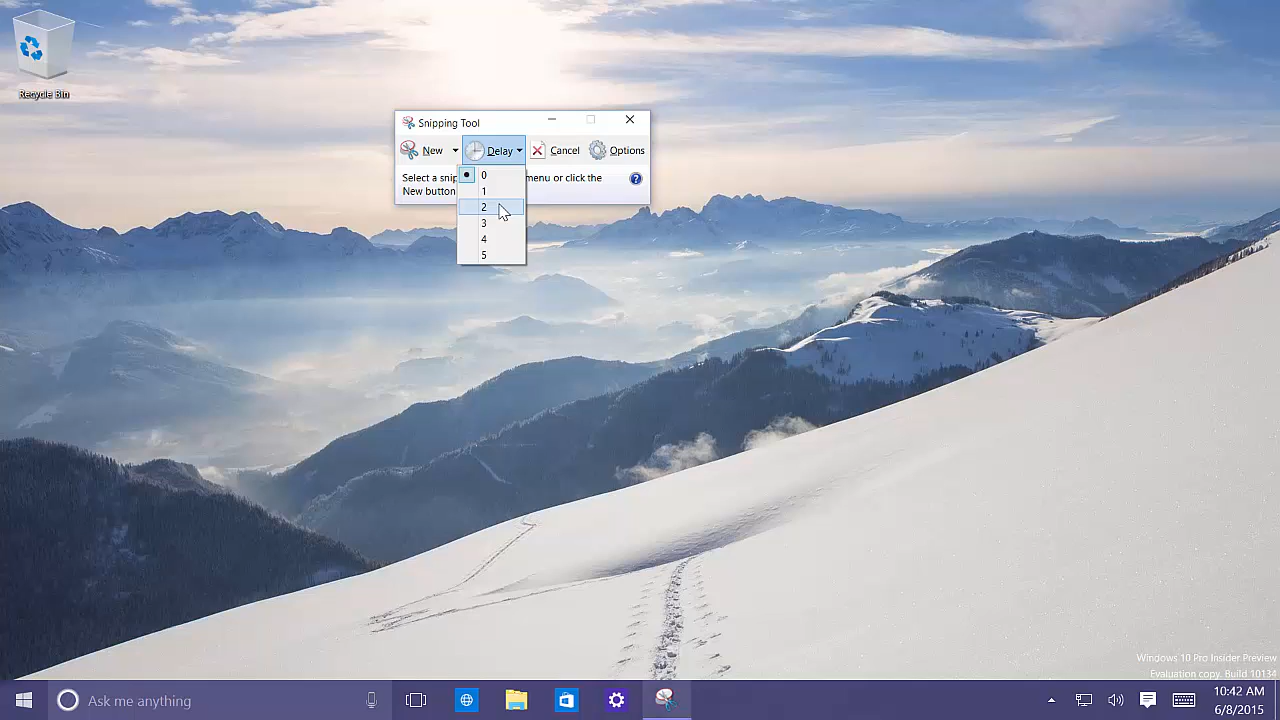 Recycle Bin
Snipping Tool
New
Delay
Cancel
Options
Select a snip
menu or click the
New button
0
1
2
3
4
5
Windows 10 Pro Insider Preview
Evaluation copy. Build 10134
Ask me anything
10:42 AM
6/8/2015